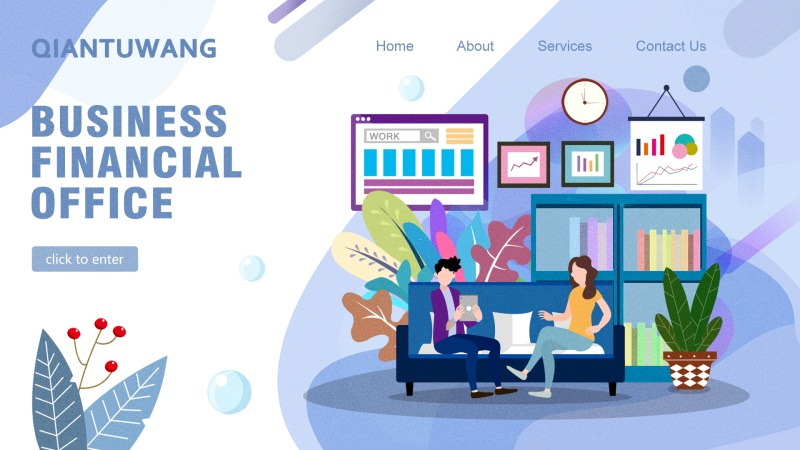 QIANTUWANG
Home About Services Contact Us
BUSINESS
FINANCIAL
OFFICE
click to enter
WORK